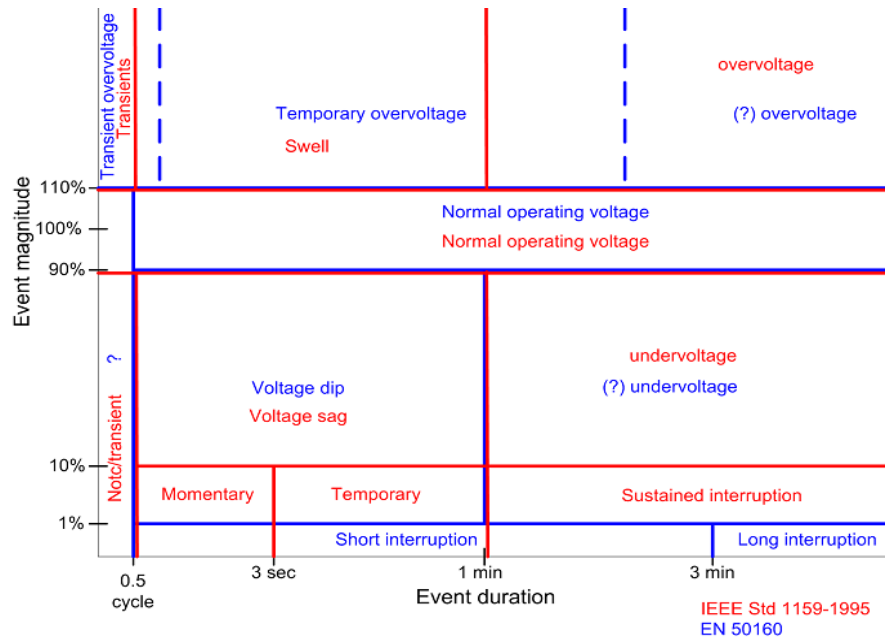 Transient overvoltage
Transients
overvoltage
Temporary overvoltage
(?) overvoltage
Swell
110%
Normal operating voltage
100%
Normal operating voltage
90%
Event magnitude
?
undervoltage
Voltage dip
(?) undervoltage
Voltage sag
Notc/transient
10%
Momentary
Temporary
Sustained interruption
1%
Short interruption
Long interruption
0.5
cycle
3 sec
1 min
3 min
Event duration
IEEE Std 1159-1995
EN 50160